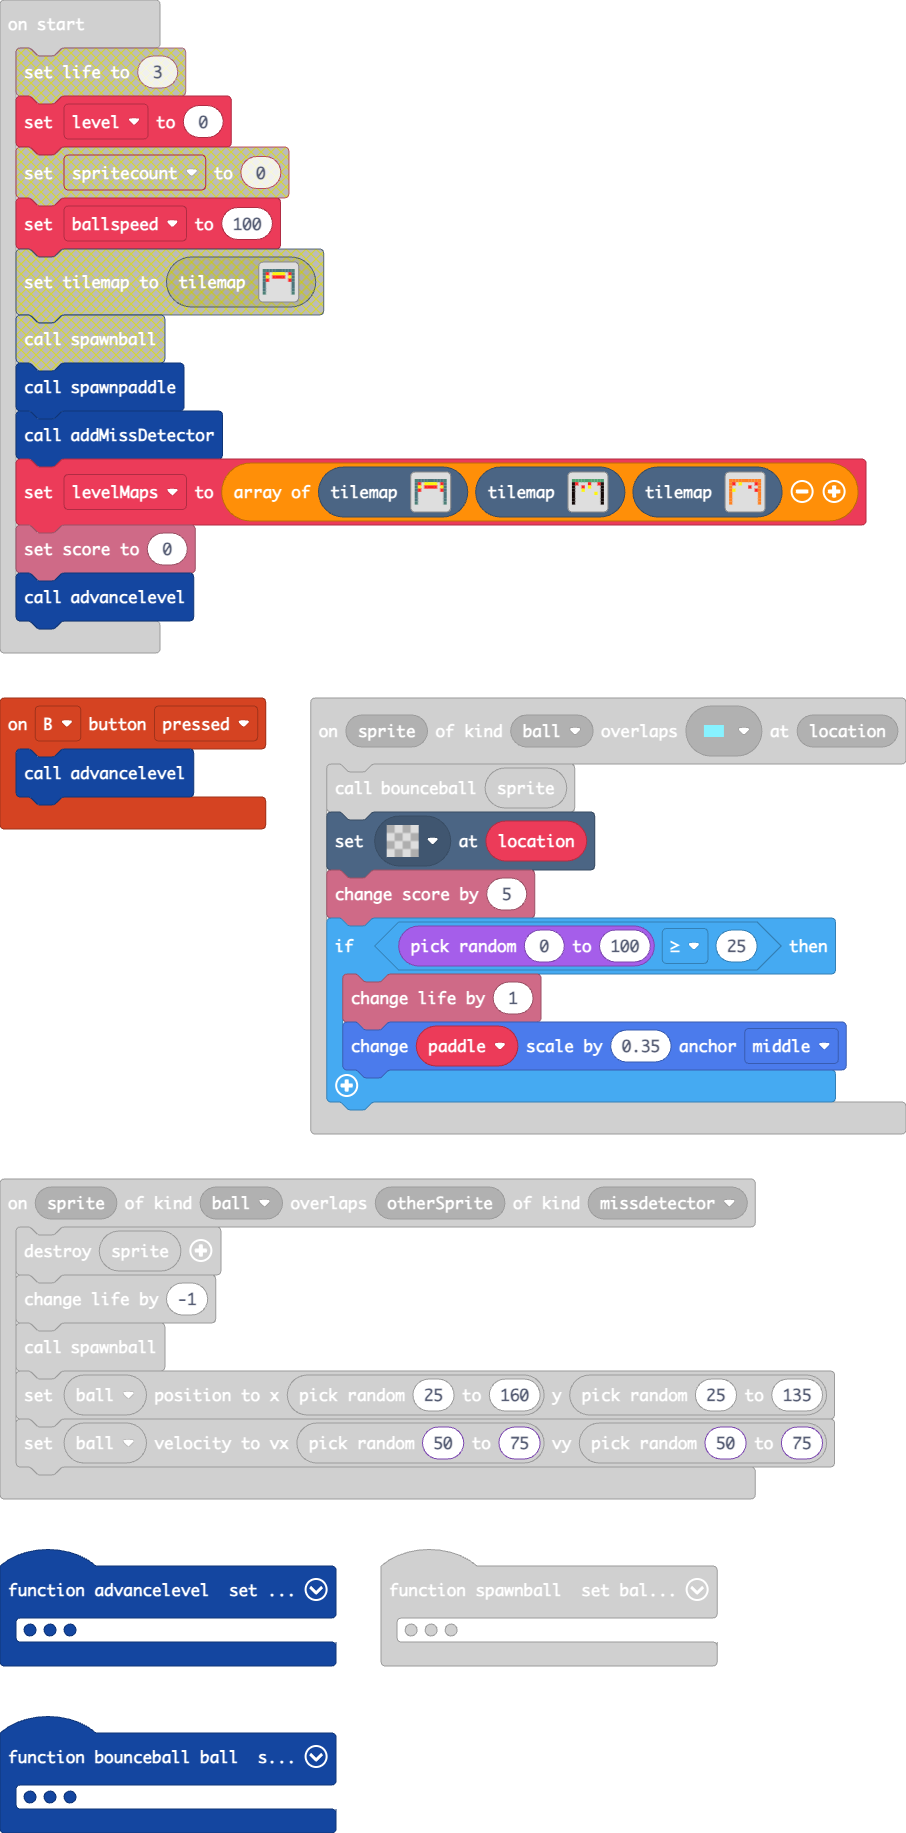 on start
set life to 3
set level to 0
set spritecount to 0
set ballspeed to 100
set tilemap to tilemap
call spawnball
call spawnpaddle
call addMissDetector
set levelMaps to array of tilemap tilemap tilemap
set score to 0
call advancelevel
on B button pressed
call advancelevel
on sprite of kind ball overlaps at location
call bounceball sprite
set at location
change score by 5
if pick random 0 to 100 ≥ 25 then
change life by 1
change paddle scale by 0.35 anchor middle
on sprite of kind ball overlaps otherSprite of kind missdetector
destroy sprite
change life by -1
call spawnball
set ball position to x pick random 25 to 160 y pick random 25 to 135
set ball velocity to vx pick random 50 to 75 vy pick random 50 to 75
function advancelevel set ...
function spawnball set bal...
function bounceball ball s...